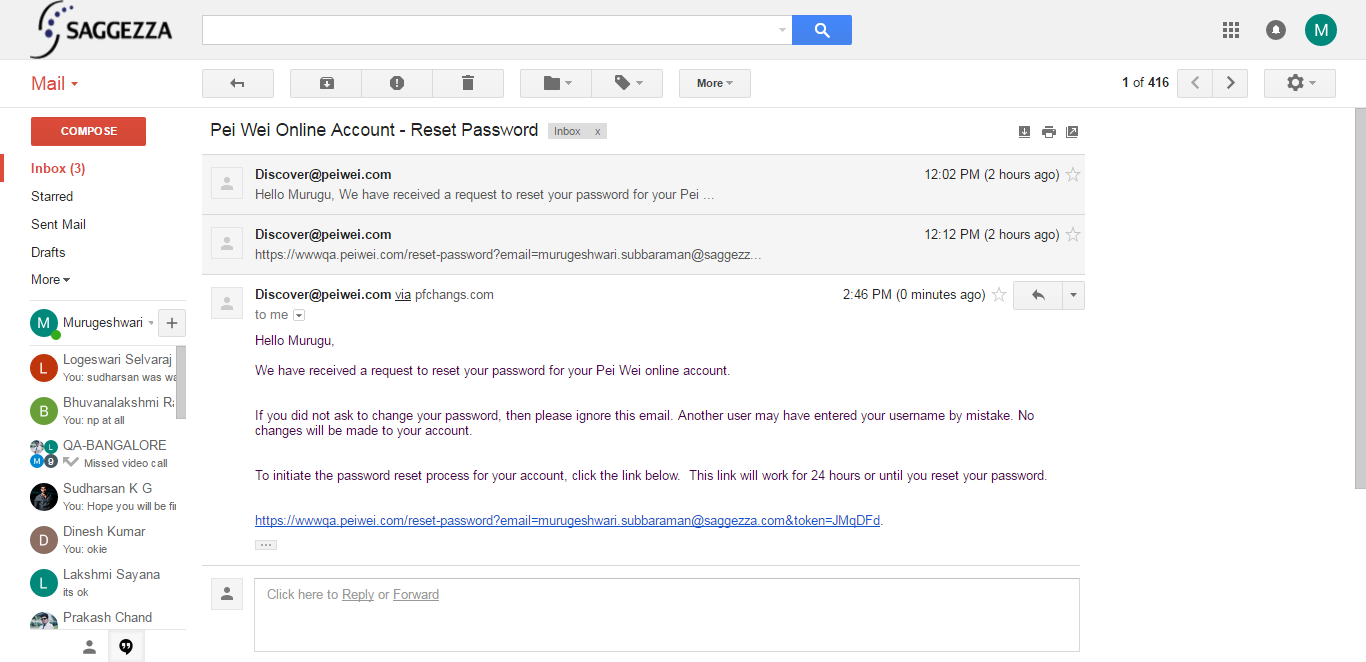 SAGGEZZA
M
Mail
More
1 of 416
COMPOSE
Pei Wei Online Account - Reset Password
Inbox x
Inbox (3)
Starred
Sent Mail
Drafts
More
Discover@peiwei.com
12:02 PM (2 hours ago)
Hello Murugu, We have received a request to reset your password for your Pei ...
Discover@peiwei.com
12:12 PM (2 hours ago)
https://wwwqa.peiwei.com/reset-password?email=murugeshwari.subbaraman@saggezz...
Discover@peiwei.com via pfchangs.com
2:46 PM (0 minutes ago)
to me
Hello Murugu,
We have received a request to reset your password for your Pei Wei online account.
If you did not ask to change your password, then please ignore this email. Another user may have entered your username by mistake. No
changes will be made to your account.
To initiate the password reset process for your account, click the link below.  This link will work for 24 hours or until you reset your password.
https://wwwqa.peiwei.com/reset-password?email=murugeshwari.subbaraman@saggezza.com&token=JMqDFd.
...
Click here to Reply or Forward
M Murugeshwari +
L Logeswari Selvaraj
You: sudharsan was wa
B Bhuvanalakshmi Ra
You: np at all
L QA-BANGALORE
M 9 Missed video call
Sudharsan K G
You: Hope you will be fir
D Dinesh Kumar
You: okie
L Lakshmi Sayana
its ok
Prakash Chand